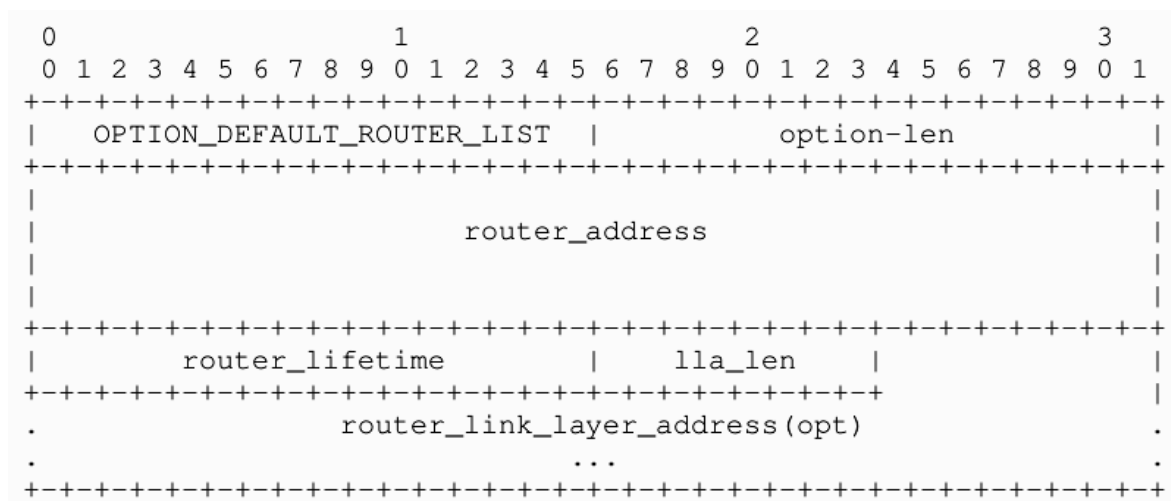 0                   1                   2                   3
 0 1 2 3 4 5 6 7 8 9 0 1 2 3 4 5 6 7 8 9 0 1 2 3 4 5 6 7 8 9 0 1
+-+-+-+-+-+-+-+-+-+-+-+-+-+-+-+-+-+-+-+-+-+-+-+-+-+-+-+-+-+-+-+-+
|   OPTION_DEFAULT_ROUTER_LIST  |          option-len           |
+-+-+-+-+-+-+-+-+-+-+-+-+-+-+-+-+-+-+-+-+-+-+-+-+-+-+-+-+-+-+-+-+
|                                                               |
|                        router_address                         |
|                                                               |
|                                                               |
+-+-+-+-+-+-+-+-+-+-+-+-+-+-+-+-+-+-+-+-+-+-+-+-+-+-+-+-+-+-+-+-+
|        router_lifetime        |    lla_len    |               |
+-+-+-+-+-+-+-+-+-+-+-+-+-+-+-+-+-+-+-+-+-+-+-+-+               |
.                 router_link_layer_address(opt)                .
.                              ...                              .
+-+-+-+-+-+-+-+-+-+-+-+-+-+-+-+-+-+-+-+-+-+-+-+-+-+-+-+-+-+-+-+-+